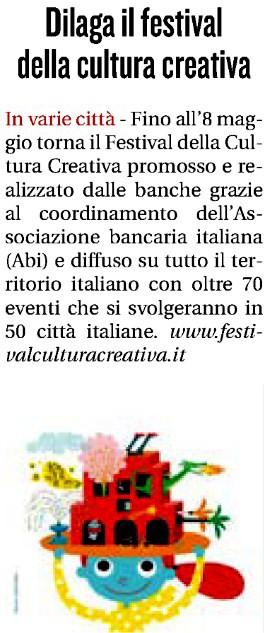 Dilaga il festival
della cultura creativa
In varie città - Fino all'8 mag-
gio torna il Festival della Cul-
tura Creativa promosso e re-
alizzato dalle banche grazie
al coordinamento dell'As-
sociazione bancaria italiana
(Abi) e diffuso su tutto il ter-
ritorio italiano con oltre 70
eventi che si svolgeranno in
50 città italiane. www.festi-
valculturacreativa.it